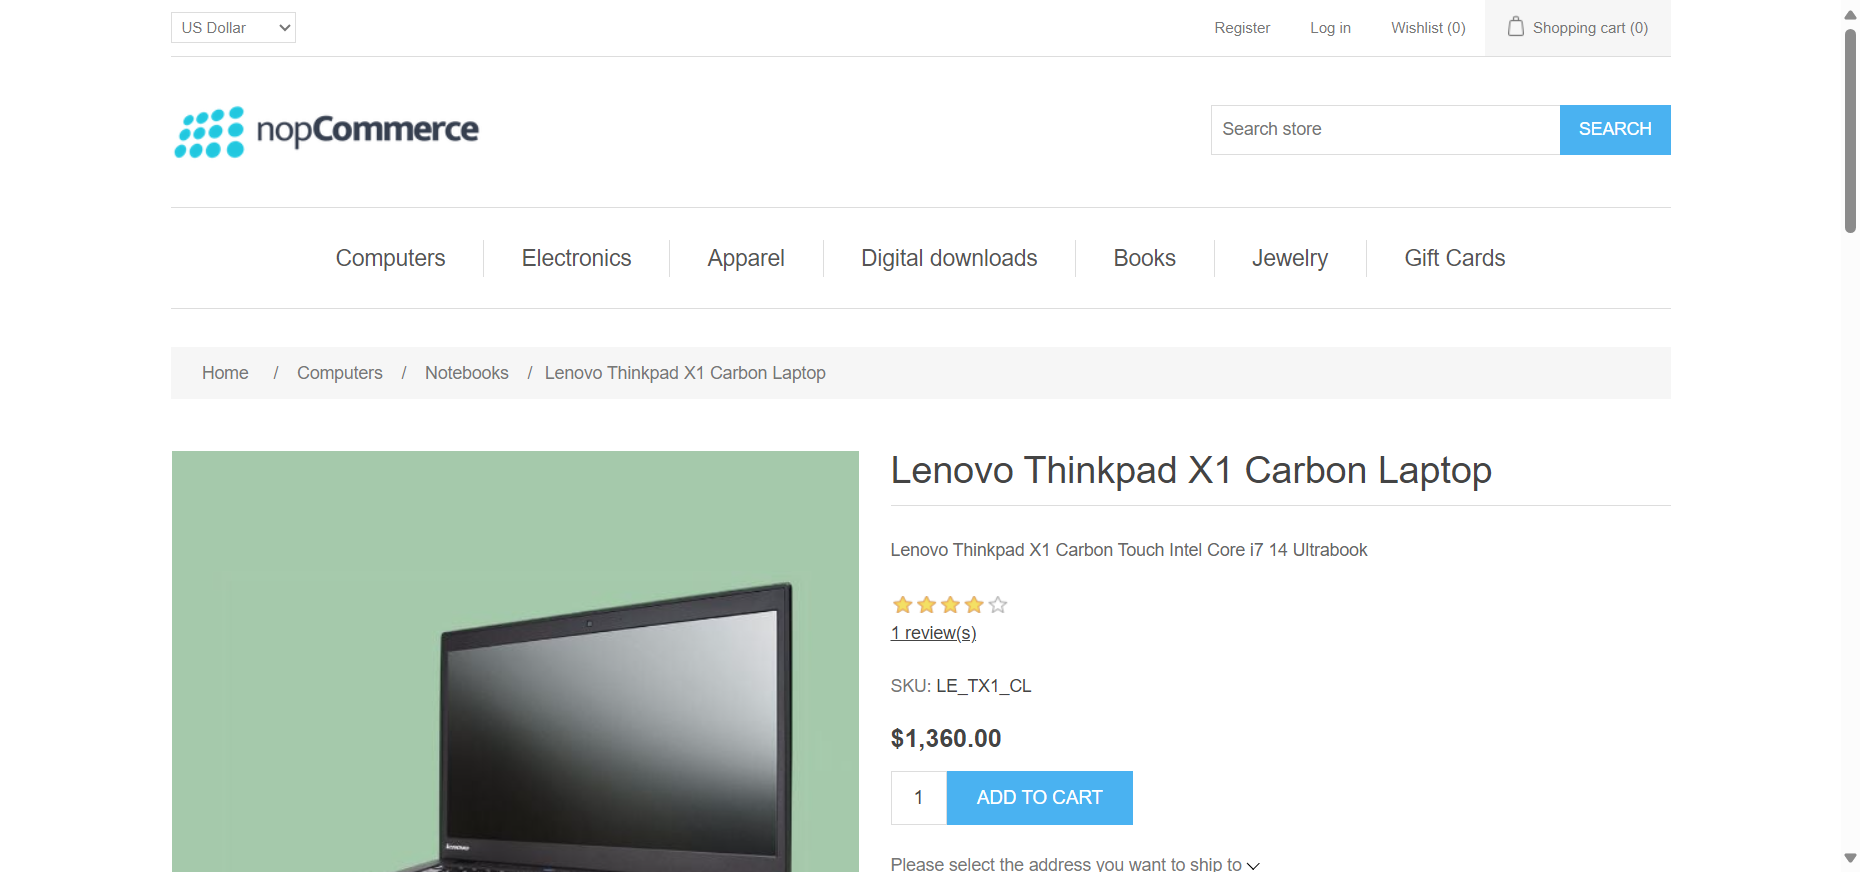 US Dollar
Register Log in Wishlist (0) Shopping cart (0)
nopCommerce
Search store SEARCH
Computers Electronics Apparel Digital downloads Books Jewelry Gift Cards
Home / Computers / Notebooks / Lenovo Thinkpad X1 Carbon Laptop
Lenovo Thinkpad X1 Carbon Laptop
Lenovo Thinkpad X1 Carbon Touch Intel Core i7 14 Ultrabook
1 review(s)
SKU: LE_TX1_CL
$1,360.00
1 ADD TO CART
lenovo
Please select the address you want to ship to